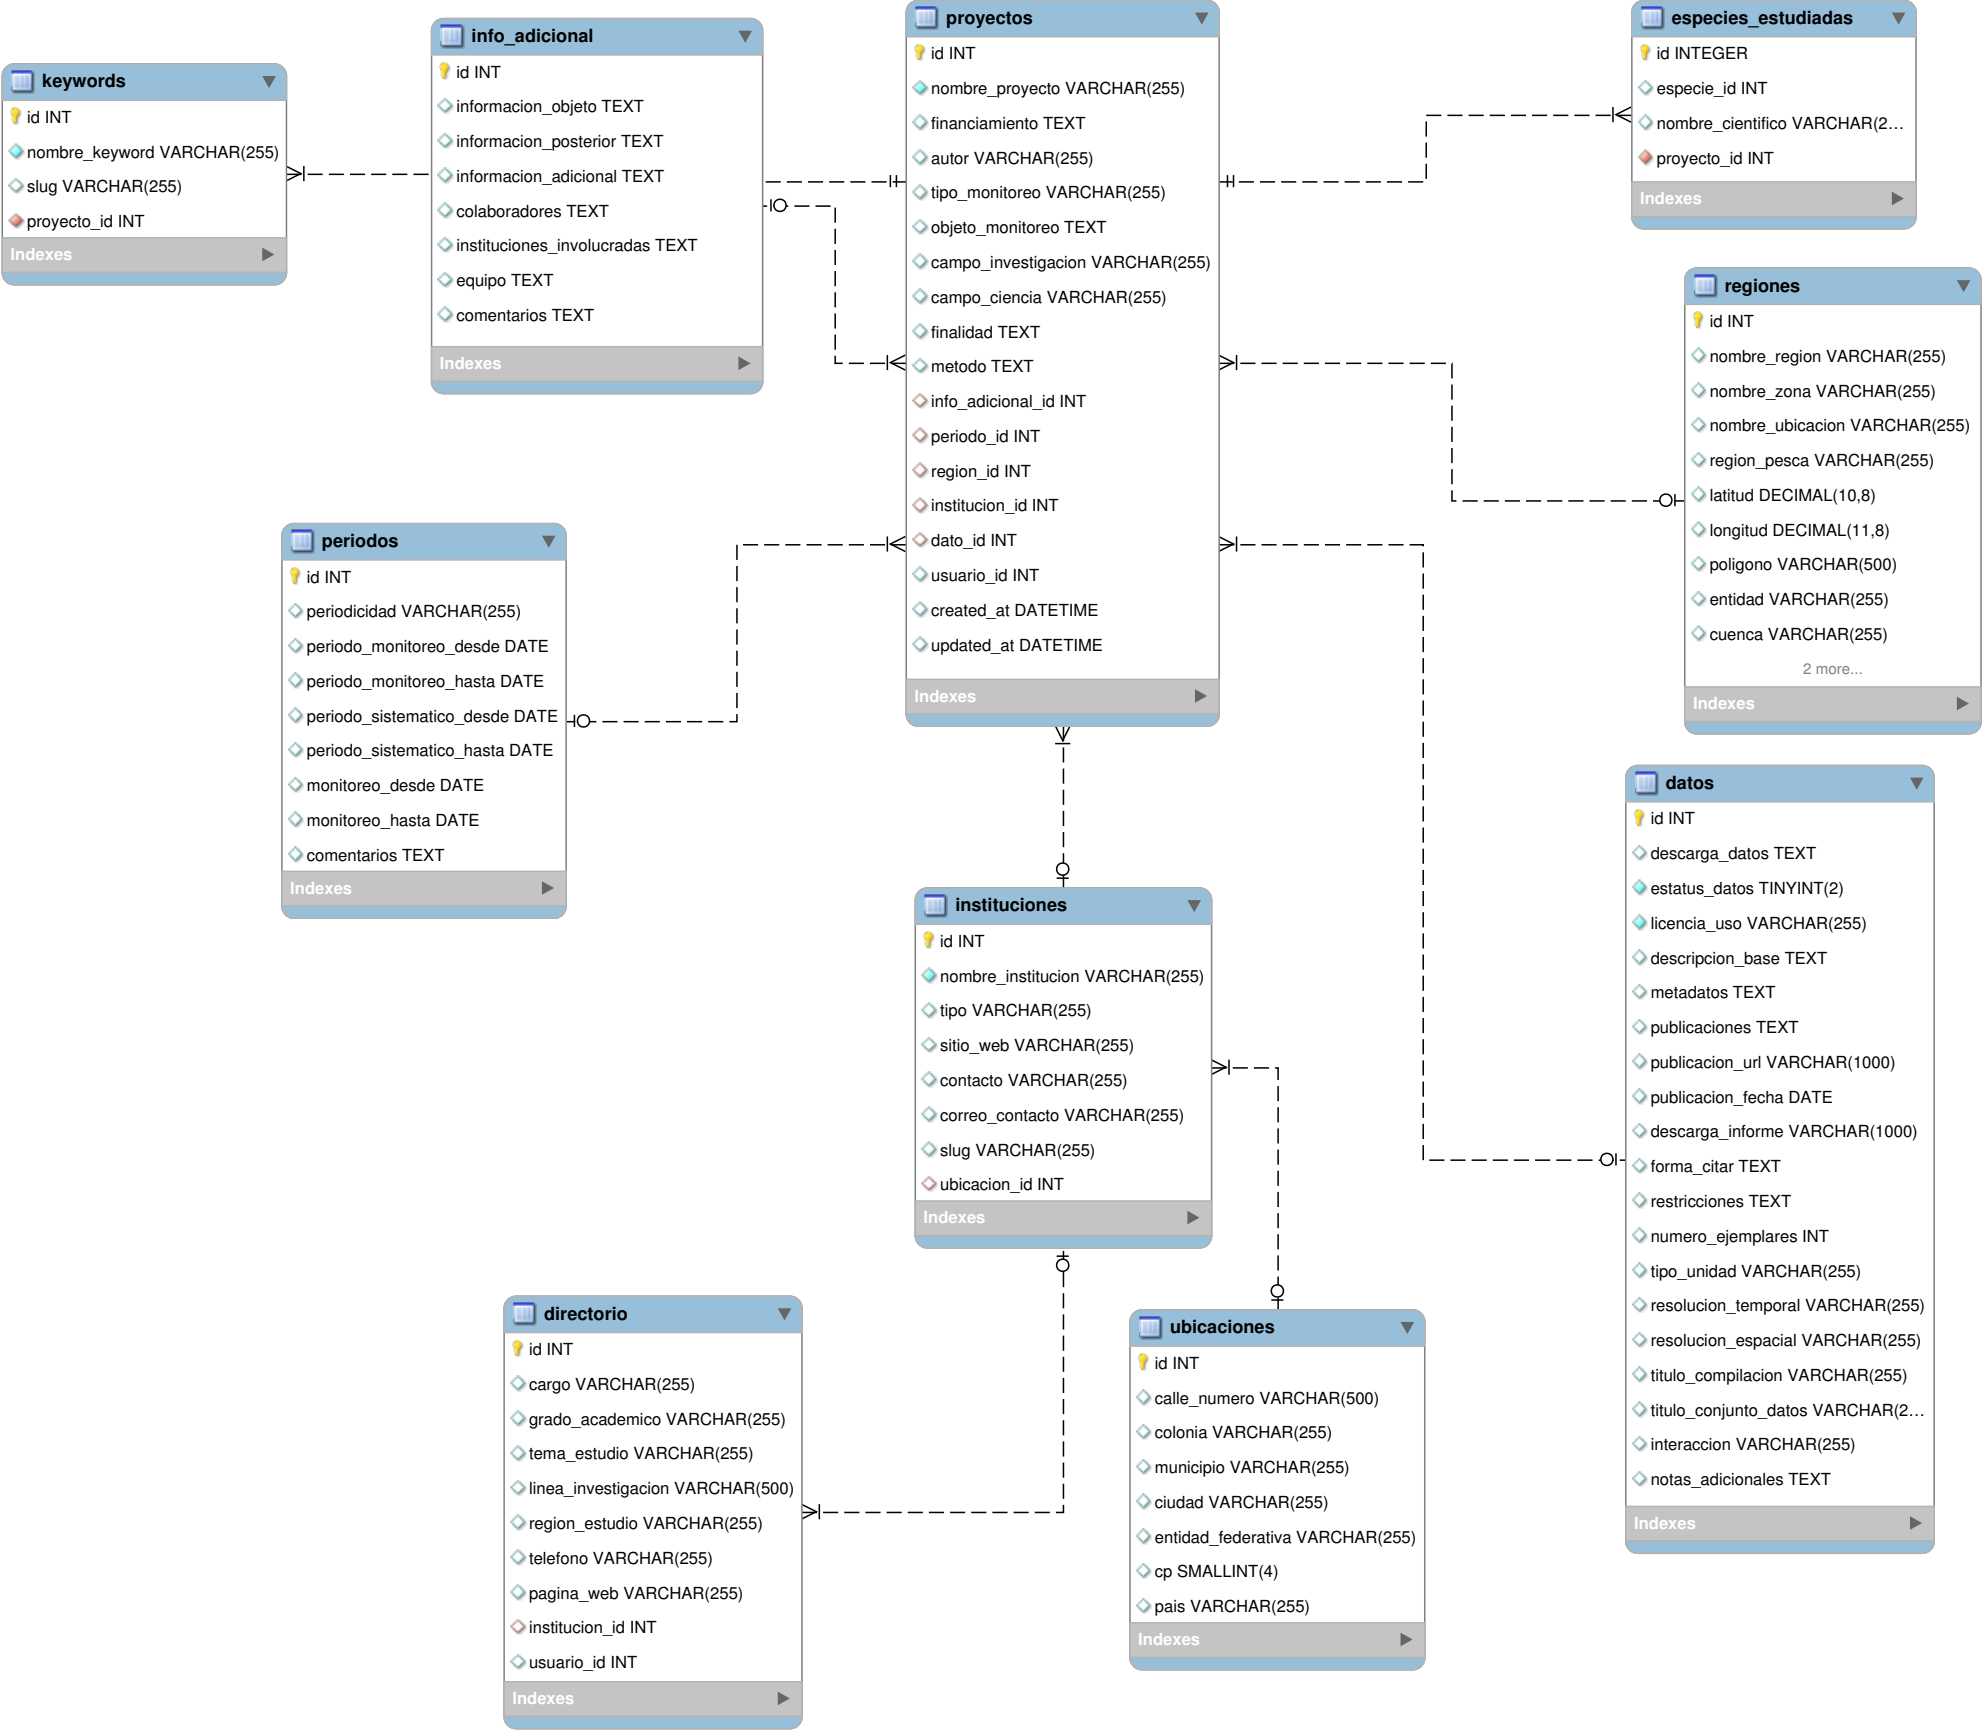 keywords
id INT
nombre_keyword VARCHAR(255)
slug VARCHAR(255)
proyecto_id INT
Indexes
info_adicional
id INT
informacion_objeto TEXT
informacion_posterior TEXT
informacion_adicional TEXT
colaboradores TEXT
instituciones_involucradas TEXT
equipo TEXT
comentarios TEXT
Indexes
proyectos
id INT
nombre_proyecto VARCHAR(255)
financiamiento TEXT
autor VARCHAR(255)
tipo_monitoreo VARCHAR(255)
objeto_monitoreo TEXT
campo_investigacion VARCHAR(255)
campo_ciencia VARCHAR(255)
finalidad TEXT
metodo TEXT
info_adicional_id INT
periodo_id INT
region_id INT
institucion_id INT
dato_id INT
usuario_id INT
created_at DATETIME
updated_at DATETIME
Indexes
especies_estudiadas
id INTEGER
especie_id INT
nombre_cientifico VARCHAR(2...
proyecto_id INT
Indexes
regiones
id INT
nombre_region VARCHAR(255)
nombre_zona VARCHAR(255)
nombre_ubicacion VARCHAR(255)
region_pesca VARCHAR(255)
latitud DECIMAL(10,8)
longitud DECIMAL(11,8)
poligono VARCHAR(500)
entidad VARCHAR(255)
cuenca VARCHAR(255)
2 more...
Indexes
periodos
id INT
periodicidad VARCHAR(255)
periodo_monitoreo_desde DATE
periodo_monitoreo_hasta DATE
periodo_sistematico_desde DATE
periodo_sistematico_hasta DATE
monitoreo_desde DATE
monitoreo_hasta DATE
comentarios TEXT
Indexes
datos
id INT
descarga_datos TEXT
estatus_datos TINYINT(2)
licencia_uso VARCHAR(255)
descripcion_base TEXT
metadatos TEXT
publicaciones TEXT
publicacion_url VARCHAR(1000)
publicacion_fecha DATE
descarga_informe VARCHAR(1000)
forma_citar TEXT
restricciones TEXT
numero_ejemplares INT
tipo_unidad VARCHAR(255)
resolucion_temporal VARCHAR(255)
resolucion_espacial VARCHAR(255)
titulo_compilacion VARCHAR(255)
titulo_conjunto_datos VARCHAR(2...
interaccion VARCHAR(255)
notas_adicionales TEXT
Indexes
instituciones
id INT
nombre_institucion VARCHAR(255)
tipo VARCHAR(255)
sitio_web VARCHAR(255)
contacto VARCHAR(255)
correo_contacto VARCHAR(255)
slug VARCHAR(255)
ubicacion_id INT
Indexes
directorio
id INT
cargo VARCHAR(255)
grado_academico VARCHAR(255)
tema_estudio VARCHAR(255)
linea_investigacion VARCHAR(500)
region_estudio VARCHAR(255)
telefono VARCHAR(255)
pagina_web VARCHAR(255)
institucion_id INT
usuario_id INT
Indexes
ubicaciones
id INT
calle_numero VARCHAR(500)
colonia VARCHAR(255)
municipio VARCHAR(255)
ciudad VARCHAR(255)
entidad_federativa VARCHAR(255)
cp SMALLINT(4)
pais VARCHAR(255)
Indexes